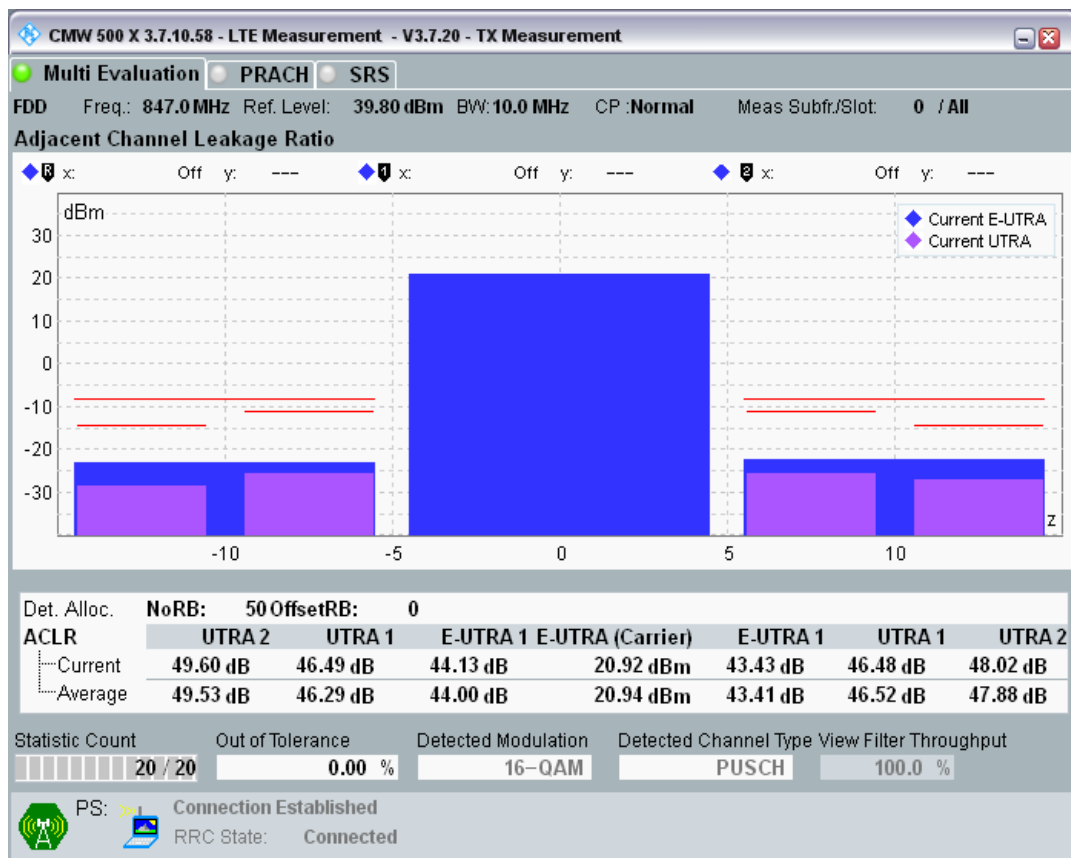 CMW 500 X 3.7.10.58 - LTE Measurement - V3.7.20 - TX Measurement
Multi Evaluation PRACH SRS
FDD Freq.: 847.0 MHz Ref. Level: 39.80 dBm BW: 10.0 MHz CP :Normal Meas Subfr./Slot: 0 / All
Adjacent Channel Leakage Ratio
R x: Off y: --- 1 x: Off y: --- 2 x: Off y: ---
dBm
Current E-UTRA
Current UTRA
30
20
10
0
-10
-20
-30
z
-10 -5 0 5 10
Det. Alloc. NoRB: 50 OffsetRB: 0
ACLR UTRA 2 UTRA 1 E-UTRA 1 E-UTRA (Carrier) E-UTRA 1 UTRA 1 UTRA 2
Current 49.60 dB 46.49 dB 44.13 dB 20.92 dBm 43.43 dB 46.48 dB 48.02 dB
Average 49.53 dB 46.29 dB 44.00 dB 20.94 dBm 43.41 dB 46.52 dB 47.88 dB
Statistic Count Out of Tolerance Detected Modulation Detected Channel Type View Filter Throughput
20 / 20 0.00 % 16-QAM PUSCH 100.0 %
PS: Connection Established
RRC State: Connected